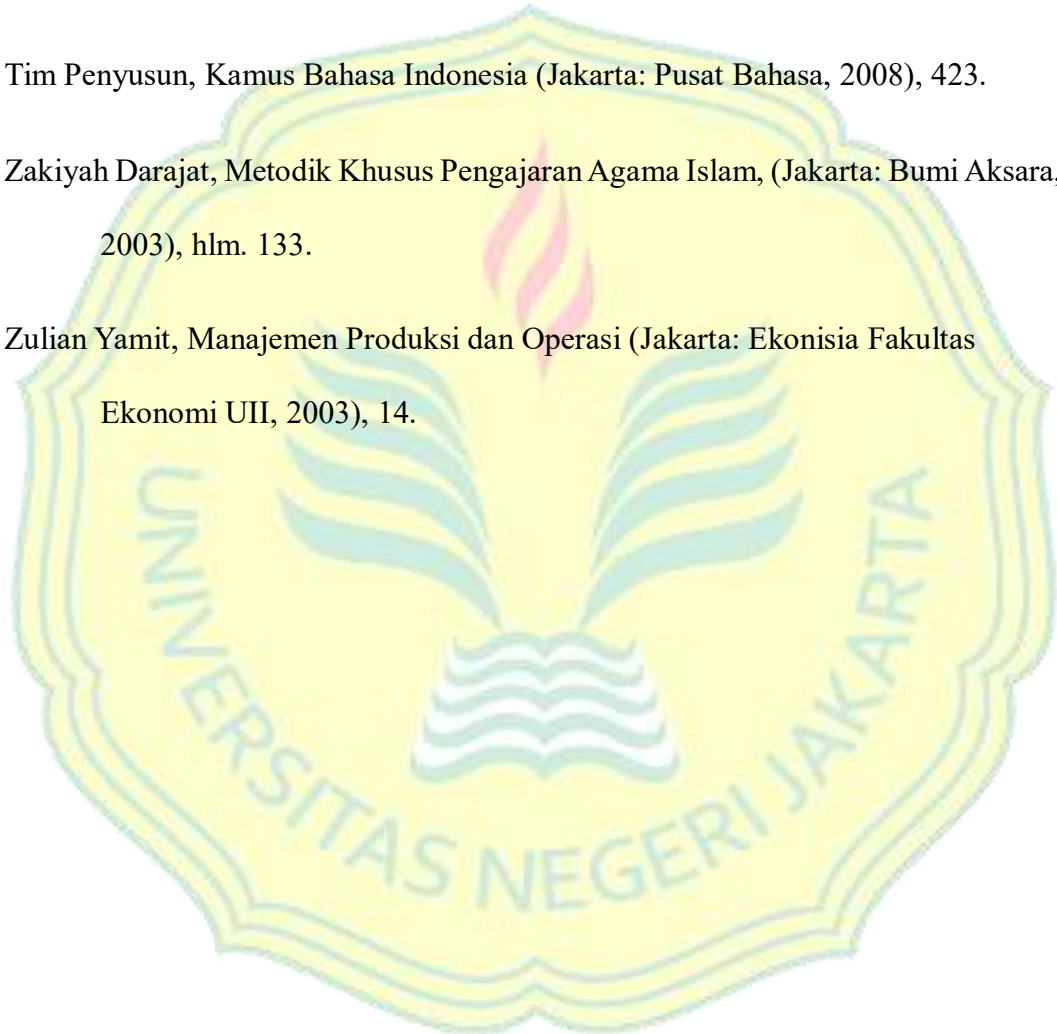 Tim Penyusun, Kamus Bahasa Indonesia (Jakarta: Pusat Bahasa, 2008), 423.
Zakiyah Darajat, Metodik Khusus Pengajaran Agama Islam, (Jakarta: Bumi Aksara,
2003), hlm. 133.
Zulian Yamit, Manajemen Produksi dan Operasi (Jakarta: Ekonisia Fakultas
Ekonomi UII, 2003), 14.
UNIVERSITAS NEGERI JAKARTA